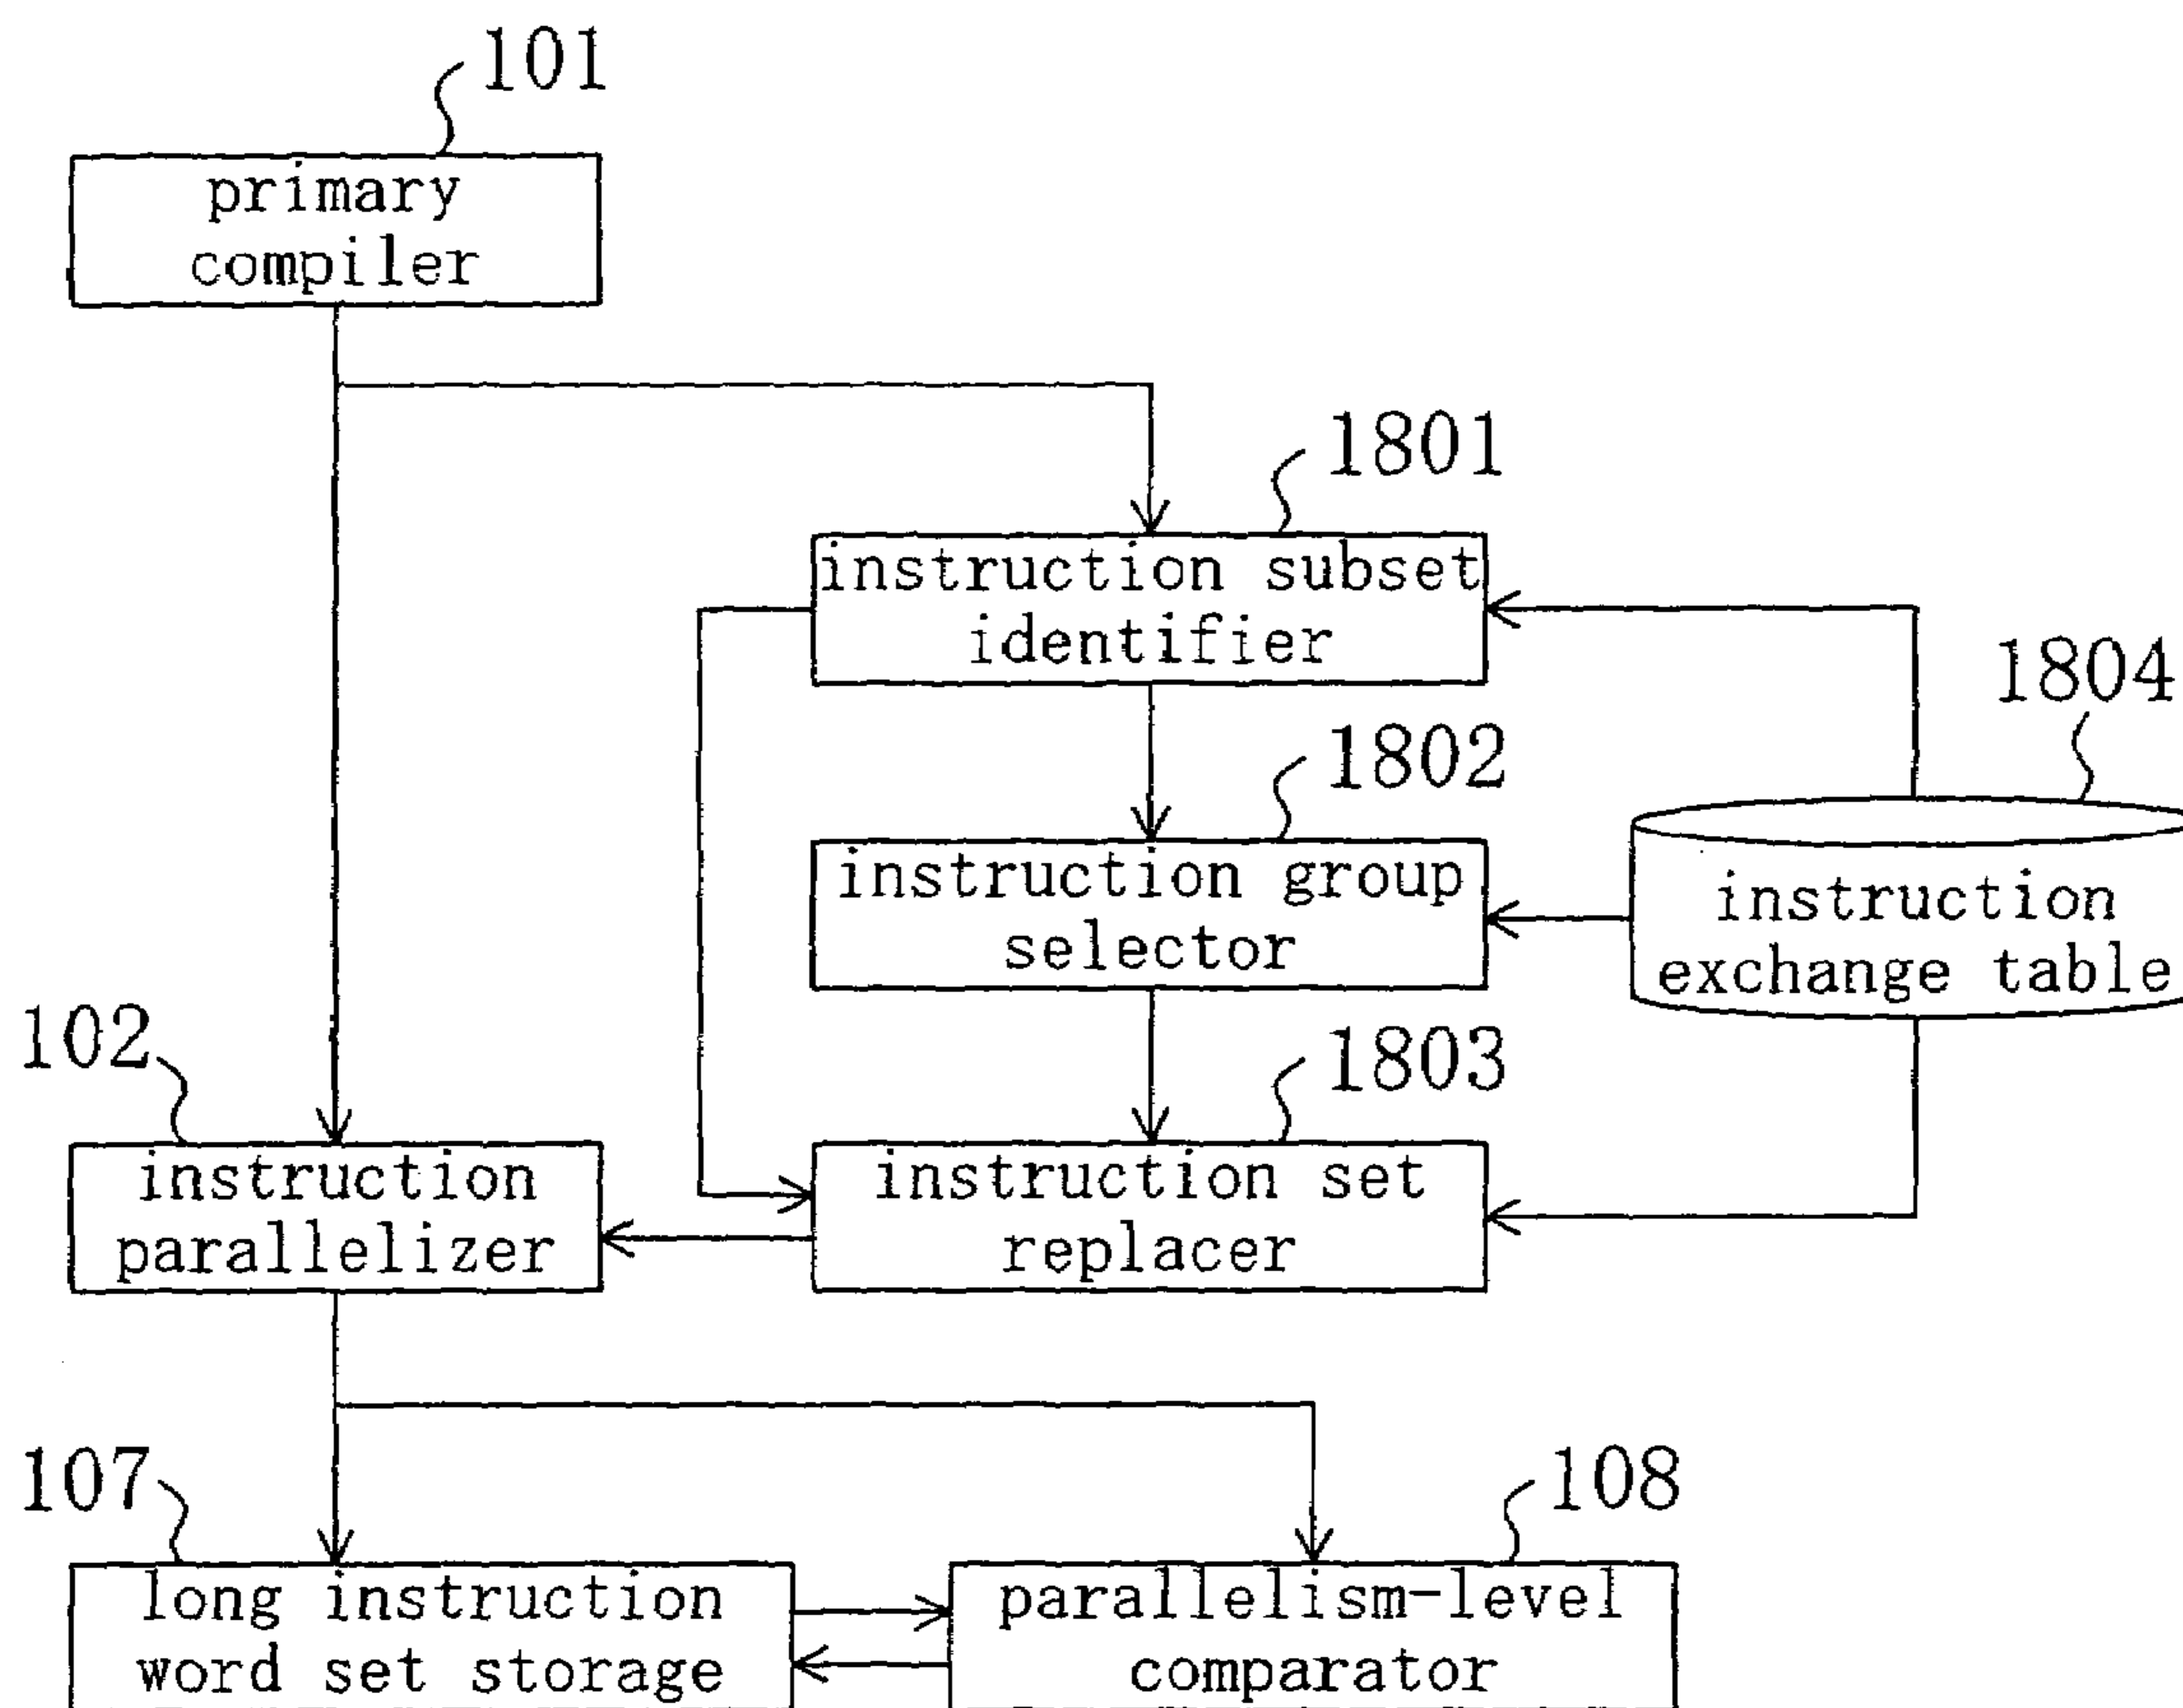 101
primary
compiler
1801
instruction subset
identifier
1804
1802
instruction group
selector
instruction
exchange table
102
1803
instruction
parallelizer
instruction set
replacer
107
108
long instruction
word set storage
parallelism-level
comparator